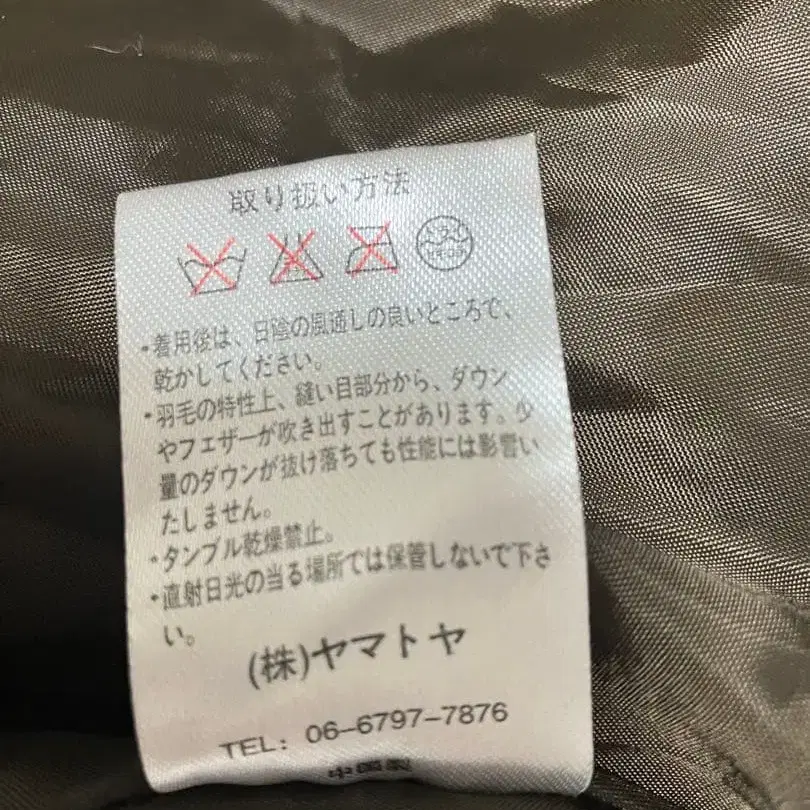 取り扱い方法
・着用後は、日陰の風通しの良いところで、
乾かしてください。
・羽毛の特性上、縫い目部分から、ダウン
やフェザーが吹き出すことがあります。少
量のダウンが抜け落ちても性能には影響い
たしません。
・タンブル乾燥禁止。
・直射日光の当る場所では保管しないで下さ
い。
(株)ヤマトヤ
TEL: 06-6797-7876
中国製